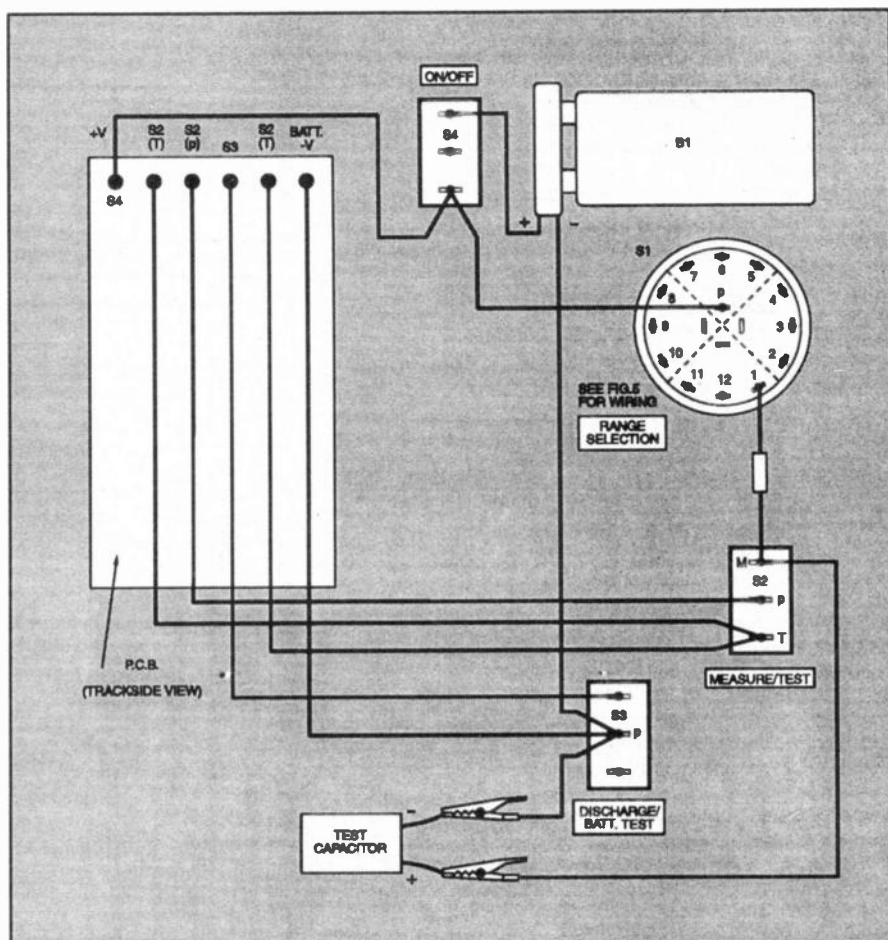 ON/OFF
+V
S2
(T)
S2
(p)
S3
S2
(T)
BATT.
-V
S4
S4
B1
+
-
S1
6
7
5
p
8
4
9
3
10
2
11
12
1
SEE FIG.5
FOR WIRING
RANGE
SELECTION
M
S2
p
T
MEASURE/TEST
P.C.B.
(TRACKSIDE VIEW)
S3
p
DISCHARGE/
BATT. TEST
-
TEST
CAPACITOR
+